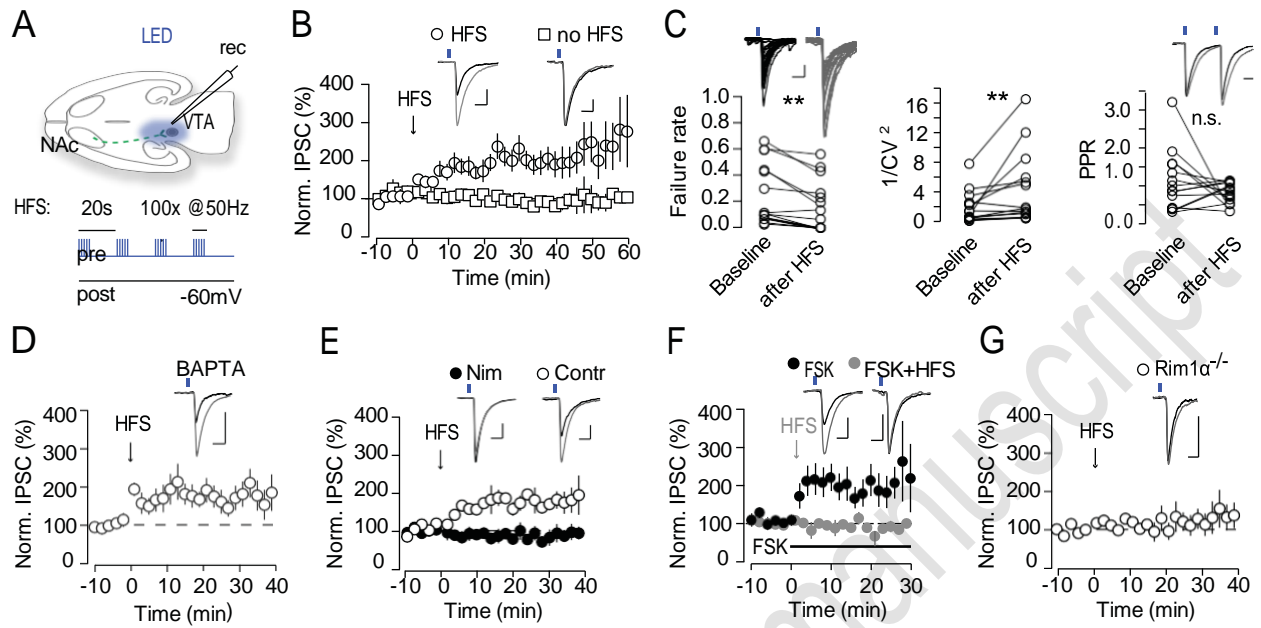 A
LED
rec
VTA
NAc
HFS: 20s 100x @50Hz
pre
post -60mV
B
HFS no HFS
HFS
Norm. IPSC (%)
400
300
200
100
0
-10 0 10 20 30 40 50 60
Time (min)
C
**
Failure rate
1.0
0.8
0.6
0.4
0.2
0.0
Baseline
after HFS
**
1/CV 2
16
12
8
4
0
Baseline
after HFS
n.s.
PPR
3.0
2.0
1.0
0.0
Baseline
after HFS
D
BAPTA
HFS
Norm. IPSC (%)
400
300
200
100
0
-10 0 10 20 30 40
Time (min)
E
Nim Contr
HFS
Norm. IPSC (%)
400
300
200
100
0
-10 0 10 20 30 40
Time (min)
F
FSK FSK+HFS
HFS
Norm. IPSC (%)
400
300
200
100
0
FSK
-10 0 10 20 30
Time (min)
G
Rim1α-/-
HFS
Norm. IPSC (%)
400
300
200
100
0
-10 0 10 20 30 40
Time (min)
manuscript